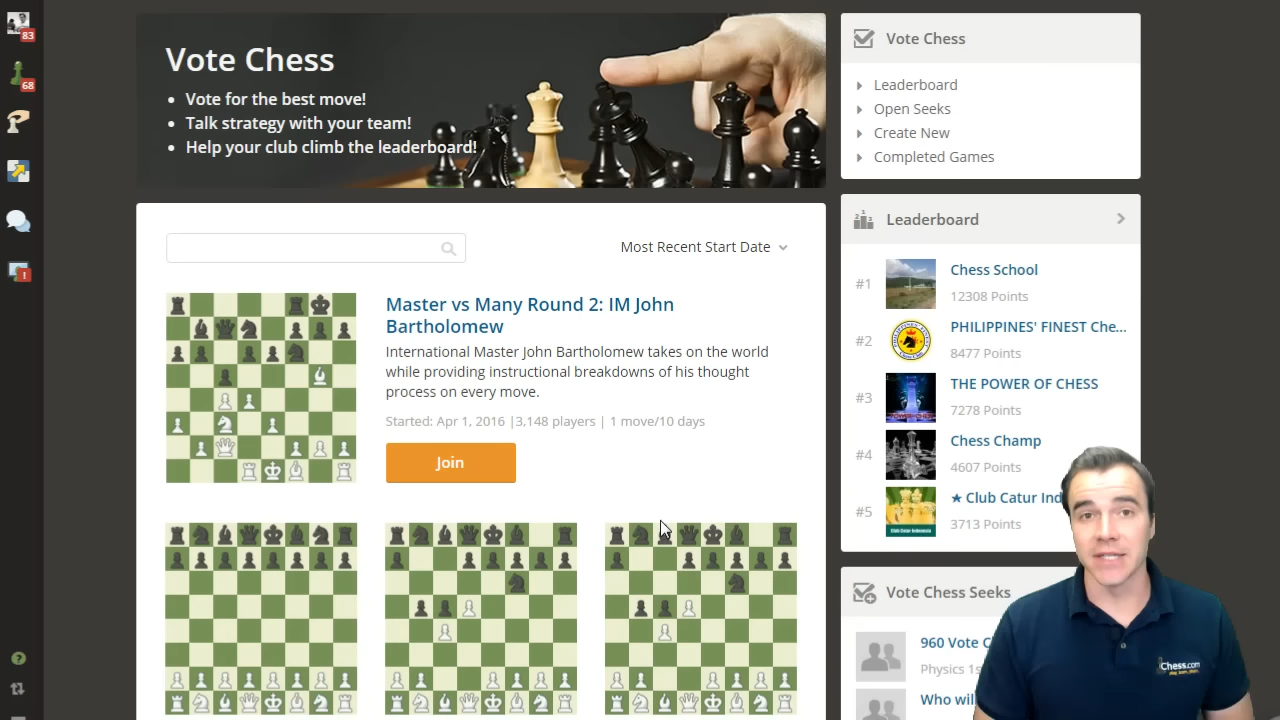 83
68
!
?
Vote Chess
Vote for the best move!
Talk strategy with your team!
Help your club climb the leaderboard!
Most Recent Start Date
Master vs Many Round 2: IM John
Bartholomew
International Master John Bartholomew takes on the world
while providing instructional breakdowns of his thought
process on every move.
Started: Apr 1, 2016 |3,148 players | 1 move/10 days
Join
Vote Chess
Leaderboard
Open Seeks
Create New
Completed Games
Leaderboard
#1
Chess School
12308 Points
#2
PHILIPPINES' FINEST Che...
8477 Points
#3
THE POWER OF CHESS
7278 Points
#4
Chess Champ
4607 Points
#5
★ Club Catur Ind
3713 Points
Vote Chess Seeks
960 Vote C
Physics 1s
Who wil
Chess.com